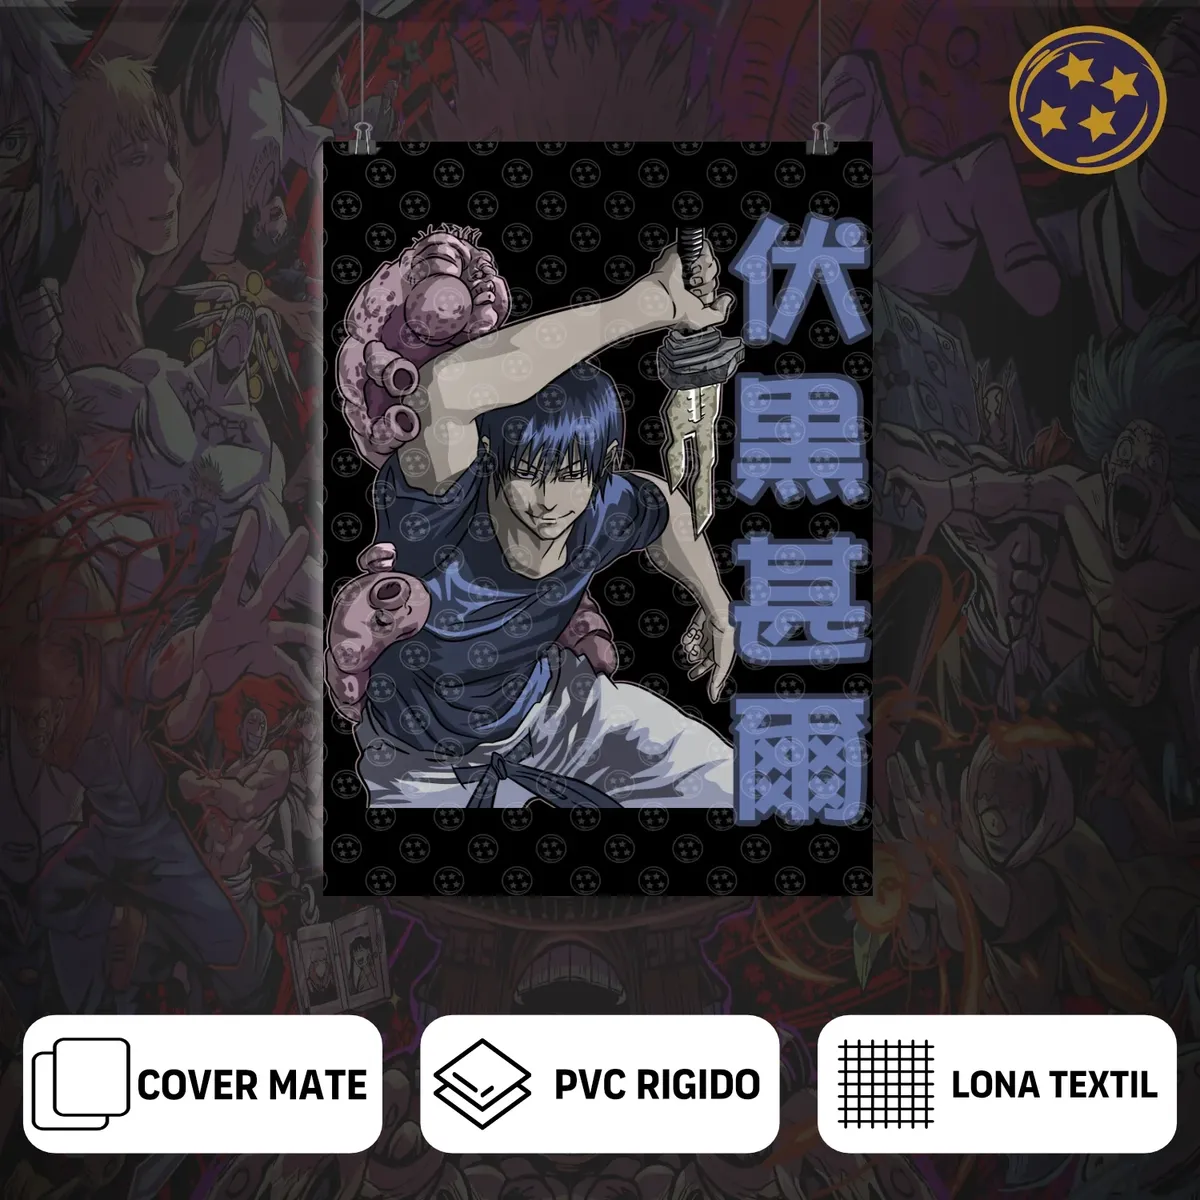 伏
黒
甚
爾
COVER MATE
PVC RIGIDO
LONA TEXTIL